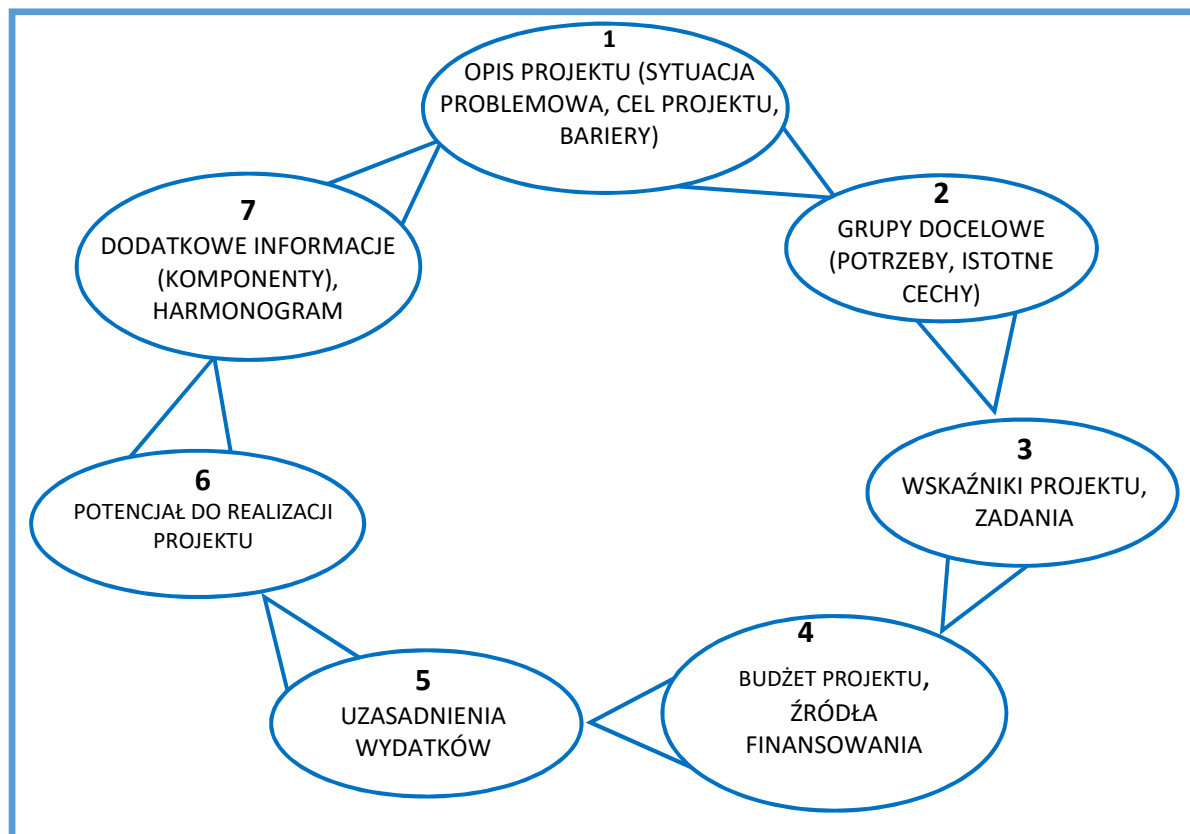 1
OPIS PROJEKTU (SYTUACJA
PROBLEMOWA, CEL PROJEKTU,
BARIERY)
2
GRUPY DOCELOWE
(POTRZEBY, ISTOTNE
CECHY)
3
WSKAŹNIKI PROJEKTU,
ZADANIA
4
BUDŻET PROJEKTU,
ŹRÓDŁA
FINANSOWANIA
5
UZASADNIENIA
WYDATKÓW
6
POTENCJAŁ DO REALIZACJI
PROJEKTU
7
DODATKOWE INFORMACJE
(KOMPONENTY),
HARMONOGRAM